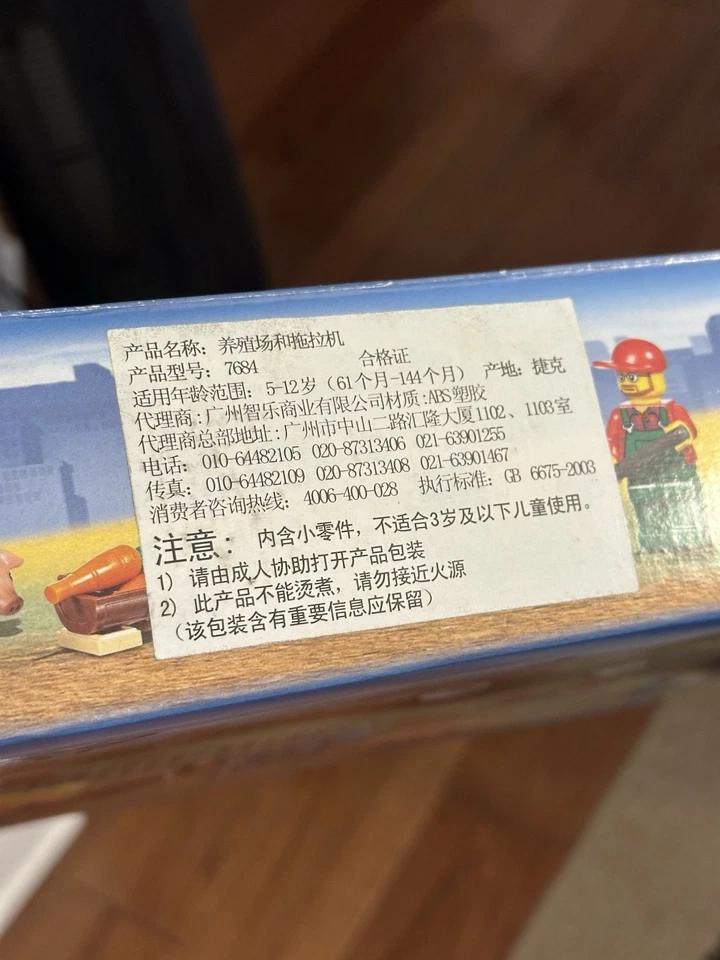 产品名称：养殖场和拖拉机
产品型号：7684 合格证
适用年龄范围：5-12岁（61个月-144个月） 产地：捷克
代理商：广州智乐商业有限公司材质：ABS塑胶
代理商总部地址：广州市中山二路汇隆大厦1102、1103室
电话：010-64482105 020-87313406 021-63901255
传真：010-64482109 020-87313408 021-63901467
消费者咨询热线：4006-400-028 执行标准：GB 6675-2003
注意：内含小零件，不适合3岁及以下儿童使用。
1）请由成人协助打开产品包装
2）此产品不能烫煮，请勿接近火源
（该包装含有重要信息应保留）